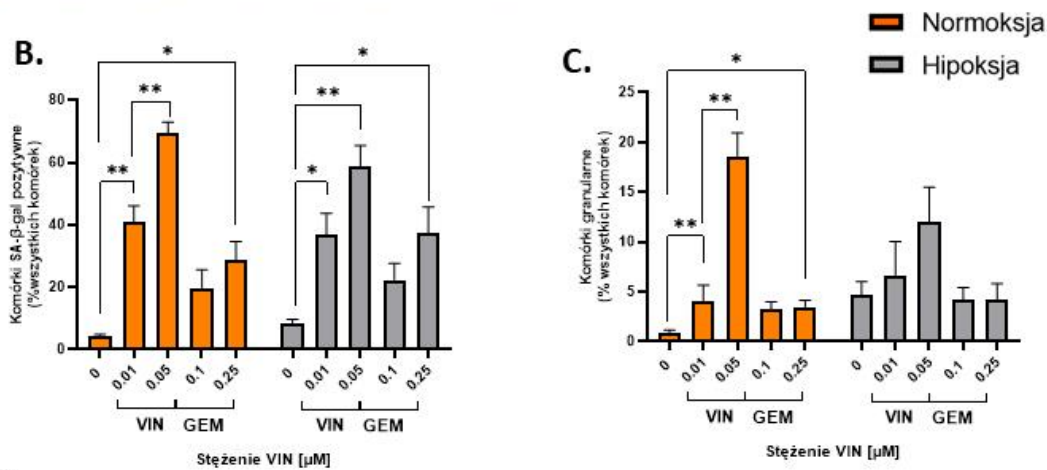 Normoksja
Hipoksja
B.
*
*
**
**
**
*
Komórki SA-β-gal pozytywne
(%wszystkich komórek)
80
60
40
20
0
0
0.01
0.05
0.1
0.25
0
0.01
0.05
0.1
0.25
VIN
GEM
VIN
GEM
Stężenie VIN [µM]
C.
*
**
**
Komórki granularne
(% wszystkich komórek)
25
20
15
10
5
0
0
0.01
0.05
0.1
0.25
0
0.01
0.05
0.1
0.25
VIN
GEM
VIN
GEM
Stężenie VIN [µM]